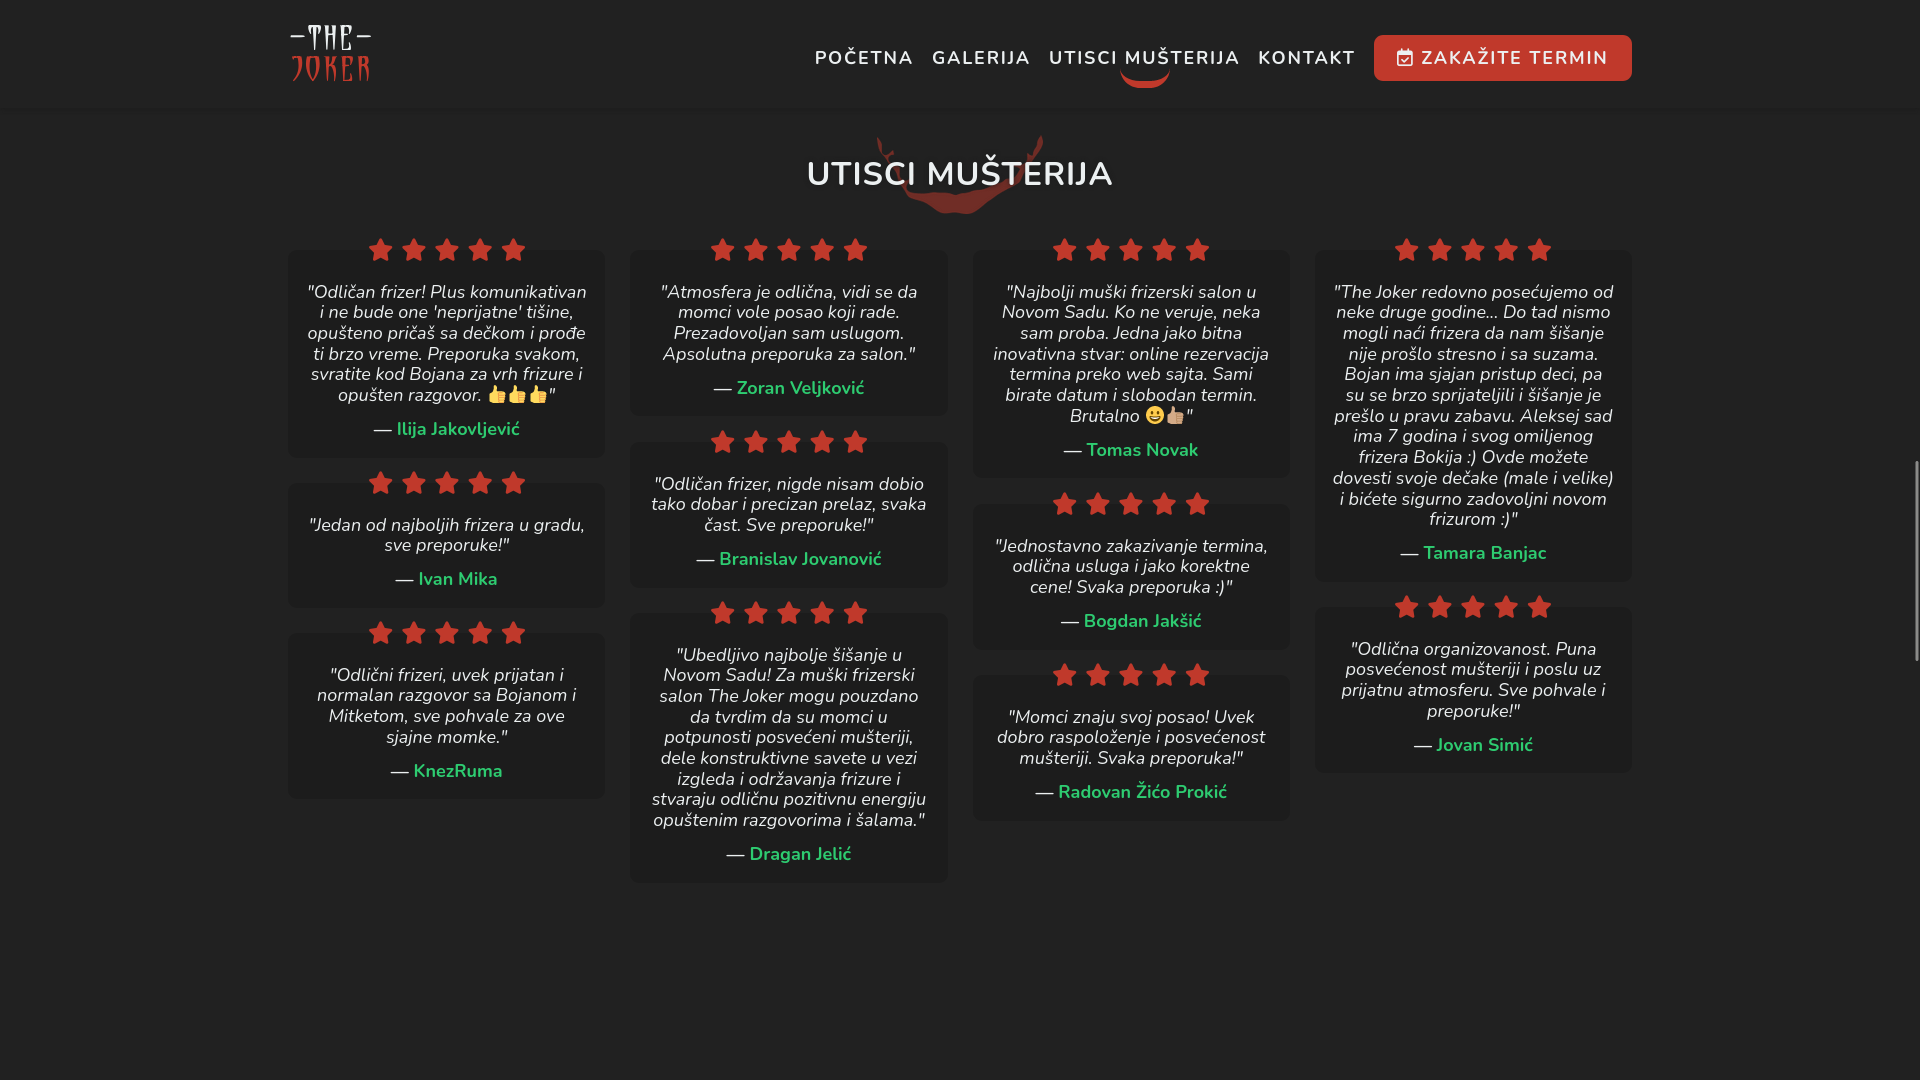 -THE-
JOKER
POČETNA GALERIJA UTISCI MUŠTERIJA KONTAKT ZAKAŽITE TERMIN
UTISCI MUŠTERIJA
"Odličan frizer! Plus komunikativan
i ne bude one 'neprijatne' tišine,
opušteno pričaš sa dečkom i prođe
ti brzo vreme. Preporuka svakom,
svratite kod Bojana za vrh frizure i
opušten razgovor. 👍👍👍"
— Ilija Jakovljević
"Jedan od najboljih frizera u gradu,
sve preporuke!"
— Ivan Mika
"Odlični frizeri, uvek prijatan i
normalan razgovor sa Bojanom i
Mitketom, sve pohvale za ove
sjajne momke."
— KnezRuma
"Atmosfera je odlična, vidi se da
momci vole posao koji rade.
Prezadovoljan sam uslugom.
Apsolutna preporuka za salon."
— Zoran Veljković
"Odličan frizer, nigde nisam dobio
tako dobar i precizan prelaz, svaka
čast. Sve preporuke!"
— Branislav Jovanović
"Ubedljivo najbolje šišanje u
Novom Sadu! Za muški frizerski
salon The Joker mogu pouzdano
da tvrdim da su momci u
potpunosti posvećeni mušteriji,
dele konstruktivne savete u vezi
izgleda i održavanja frizure i
stvaraju odličnu pozitivnu energiju
opuštenim razgovorima i šalama."
— Dragan Jelić
"Najbolji muški frizerski salon u
Novom Sadu. Ko ne veruje, neka
sam proba. Jedna jako bitna
inovativna stvar: online rezervacija
termina preko web sajta. Sami
birate datum i slobodan termin.
Brutalno 😀👍🏽"
— Tomas Novak
"Jednostavno zakazivanje termina,
odlična usluga i jako korektne
cene! Svaka preporuka :)"
— Bogdan Jakšić
"Momci znaju svoj posao! Uvek
dobro raspoloženje i posvećenost
mušteriji. Svaka preporuka!"
— Radovan Žićo Prokić
"The Joker redovno posećujemo od
neke druge godine... Do tad nismo
mogli naći frizera da nam šišanje
nije prošlo stresno i sa suzama.
Bojan ima sjajan pristup deci, pa
su se brzo sprijateljili i šišanje je
prešlo u pravu zabavu. Aleksej sad
ima 7 godina i svog omiljenog
frizera Bokija :) Ovde možete
dovesti svoje dečake (male i velike)
i bićete sigurno zadovoljni novom
frizurom :)"
— Tamara Banjac
"Odlična organizovanost. Puna
posvećenost mušteriji i poslu uz
prijatnu atmosferu. Sve pohvale i
preporuke!"
— Jovan Simić